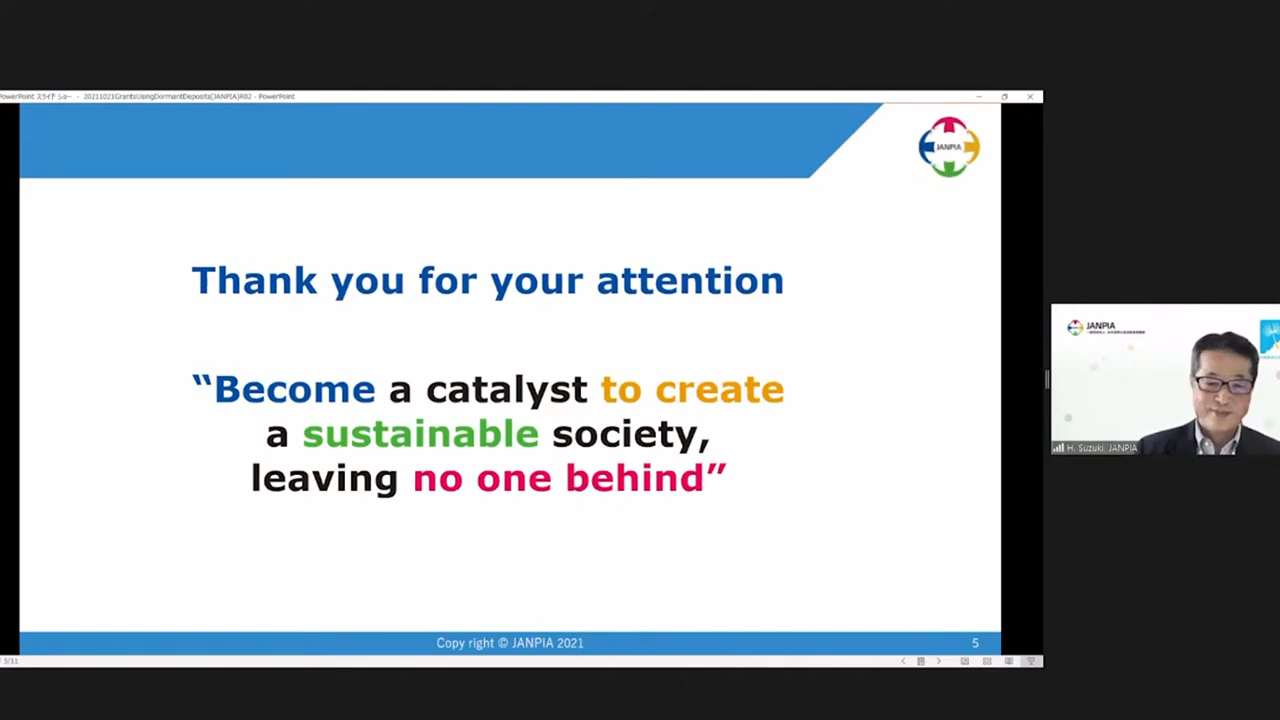 PowerPoint スライド ショー - 20211021GrantsUsingDormantDeposits(JANPIA)R02 - PowerPoint
JANPIA
Thank you for your attention
“Become a catalyst to create
a sustainable society,
leaving no one behind”
Copy right © JANPIA 2021
5
5/11
JANPIA
H. Suzuki, JANPIA